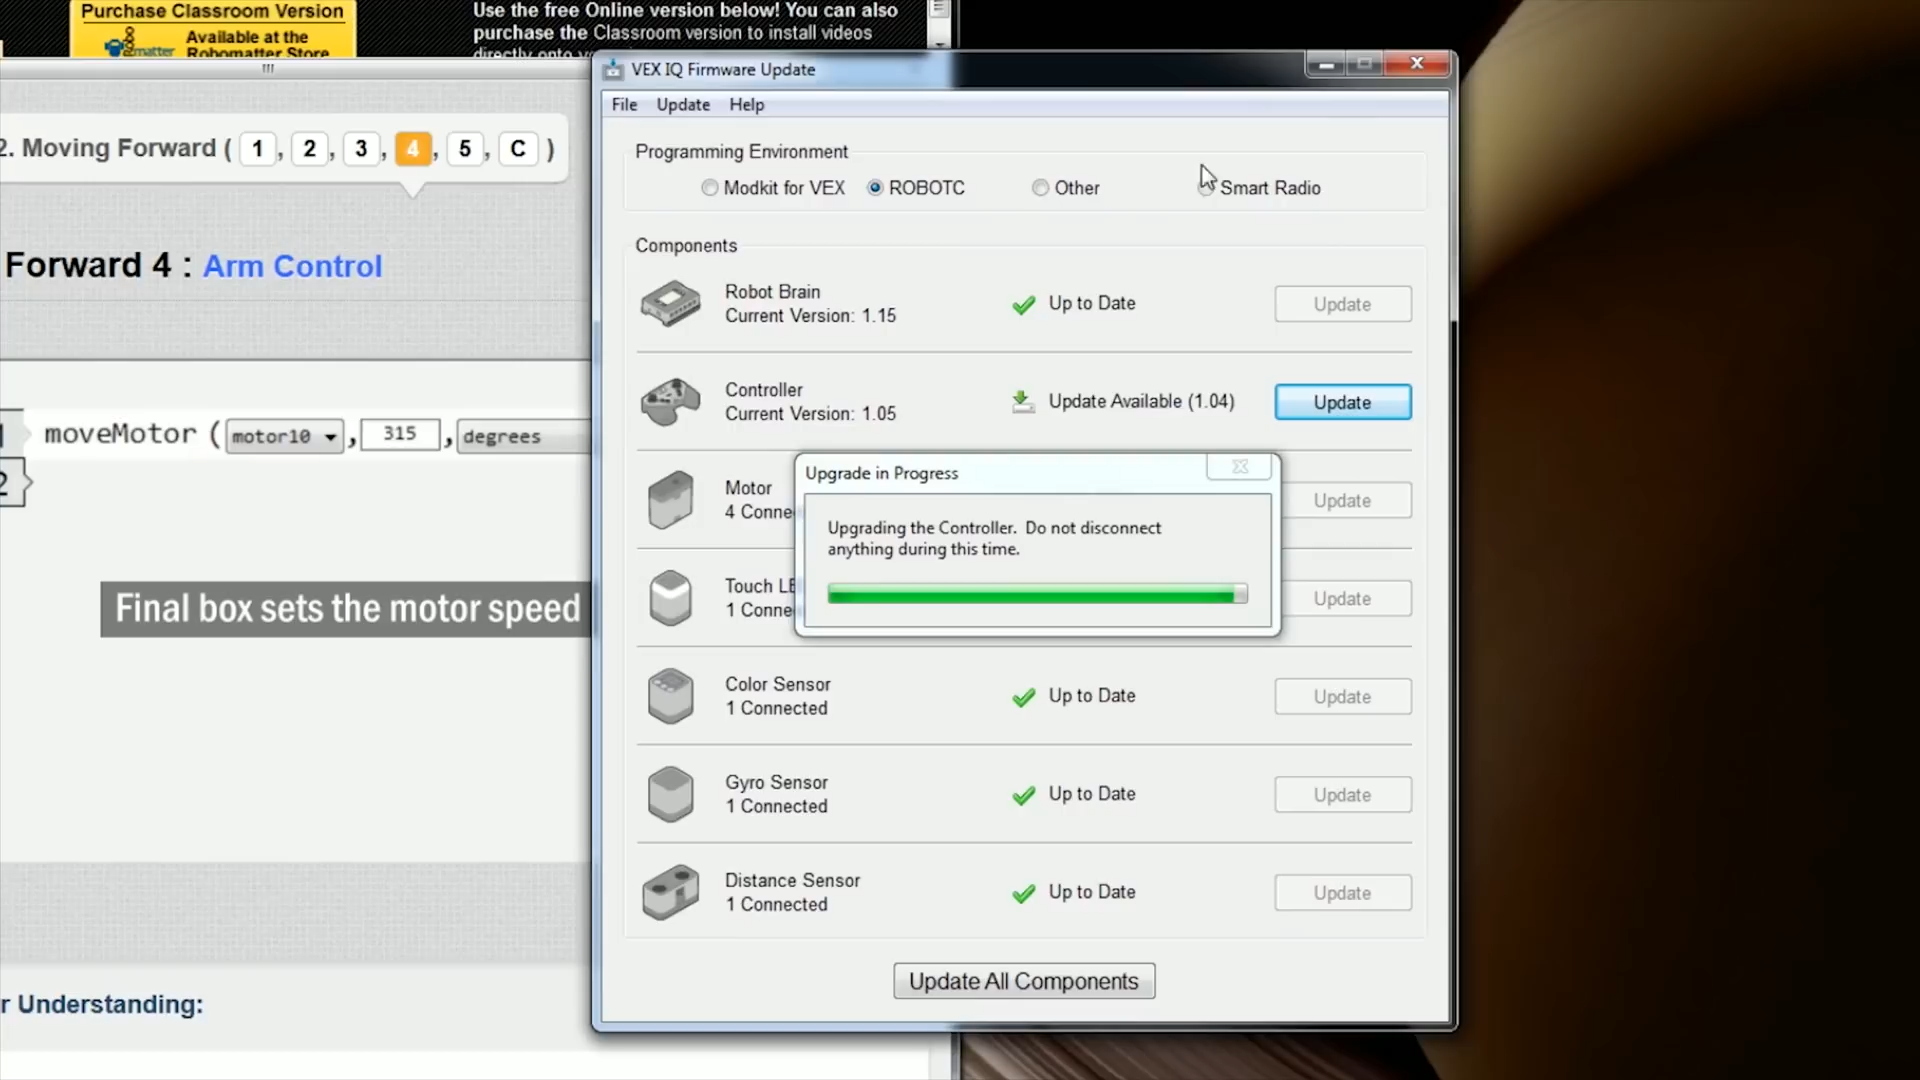 Purchase Classroom Version
Available at the
Robomatter Store
matter
Use the free Online version below! You can also
purchase the Classroom version to install videos
2. Moving Forward ( 1, 2, 3, 4, 5, C )
Forward 4 : Arm Control
moveMotor ( motor10 , 315 , degrees
2
Final box sets the motor speed
r Understanding:
VEX IQ Firmware Update
File Update Help
Programming Environment
Modkit for VEX ROBOTC Other Smart Radio
Components
Robot Brain
Current Version: 1.15
Up to Date
Update
Controller
Current Version: 1.05
Update Available (1.04)
Update
Motor
4 Conne
Update
Upgrade in Progress
Upgrading the Controller. Do not disconnect
anything during this time.
Touch LE
1 Conne
Update
Color Sensor
1 Connected
Up to Date
Update
Gyro Sensor
1 Connected
Up to Date
Update
Distance Sensor
1 Connected
Up to Date
Update
Update All Components